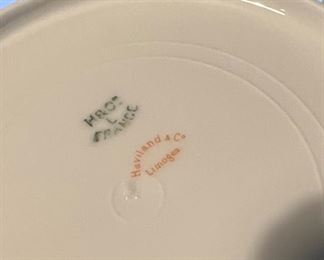 H&Co
L
FRANCE
Haviland & Co
Limoges